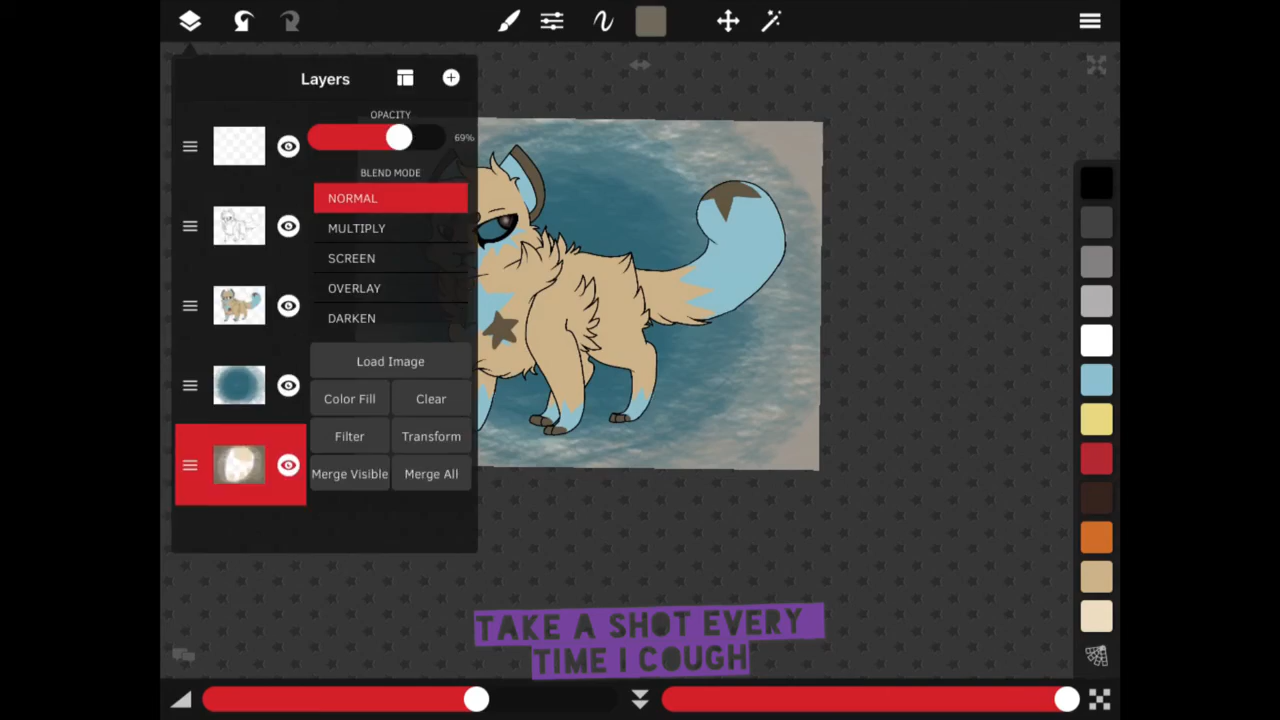 Layers
OPACITY
69%
BLEND MODE
NORMAL
MULTIPLY
SCREEN
OVERLAY
DARKEN
Load Image
Color Fill Clear
Filter Transform
Merge Visible Merge All
TAKE A SHOT EVERY
TIME I COUGH